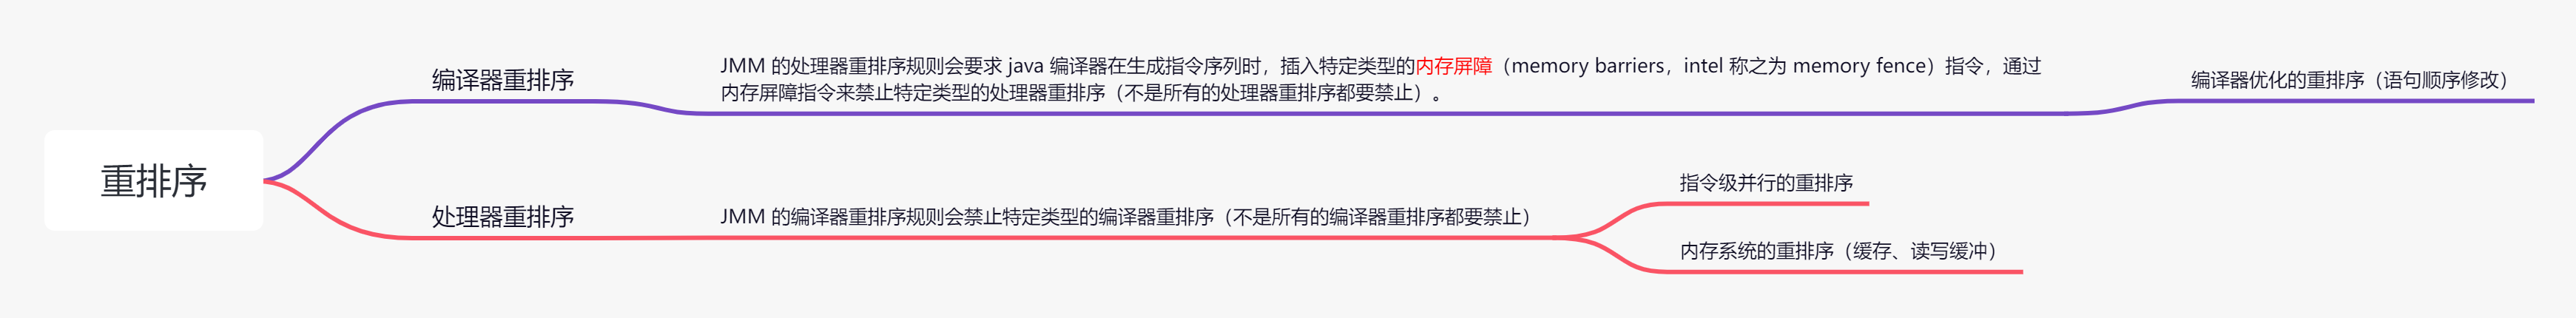 重排序
编译器重排序
JMM 的处理器重排序规则会要求 java 编译器在生成指令序列时，插入特定类型的内存屏障（memory barriers，intel 称之为 memory fence）指令，通过
内存屏障指令来禁止特定类型的处理器重排序（不是所有的处理器重排序都要禁止）。
编译器优化的重排序（语句顺序修改）
处理器重排序
JMM 的编译器重排序规则会禁止特定类型的编译器重排序（不是所有的编译器重排序都要禁止）
指令级并行的重排序
内存系统的重排序（缓存、读写缓冲）